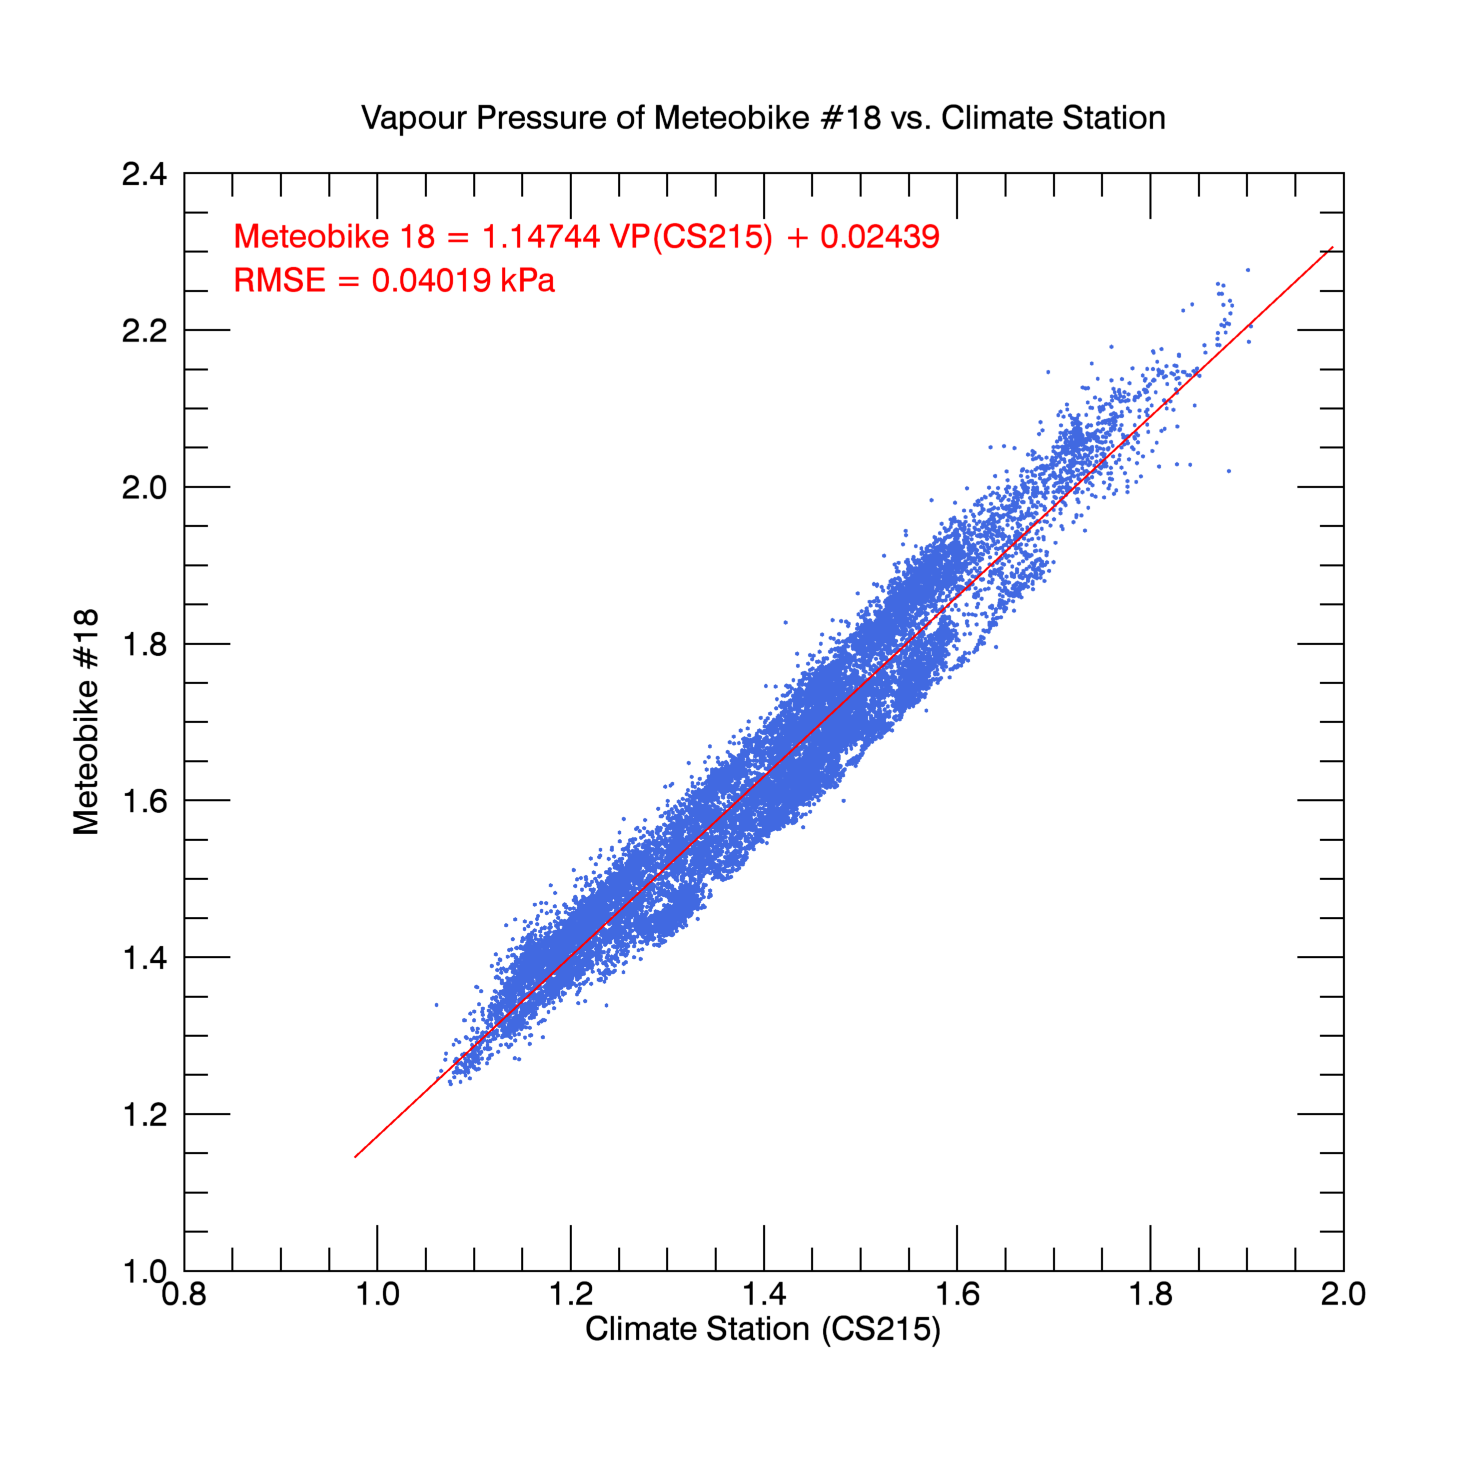 Vapour Pressure of Meteobike #18 vs. Climate Station
2.4
Meteobike 18 = 1.14744 VP(CS215) + 0.02439
RMSE = 0.04019 kPa
2.2
2.0
1.8
Meteobike #18
1.6
1.4
1.2
1.0
0.8 1.0 1.2 1.4 1.6 1.8 2.0
Climate Station (CS215)